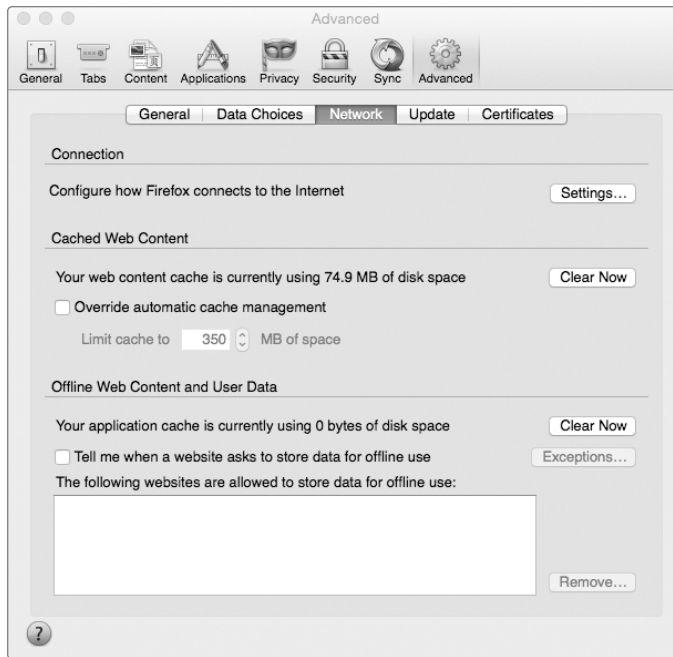 Advanced
General Tabs Content Applications Privacy Security Sync Advanced
General Data Choices Network Update Certificates
Connection
Configure how Firefox connects to the Internet Settings...
Cached Web Content
Your web content cache is currently using 74.9 MB of disk space Clear Now
Override automatic cache management
Limit cache to 350 MB of space
Offline Web Content and User Data
Your application cache is currently using 0 bytes of disk space Clear Now
Tell me when a website asks to store data for offline use Exceptions...
The following websites are allowed to store data for offline use:
Remove...
?